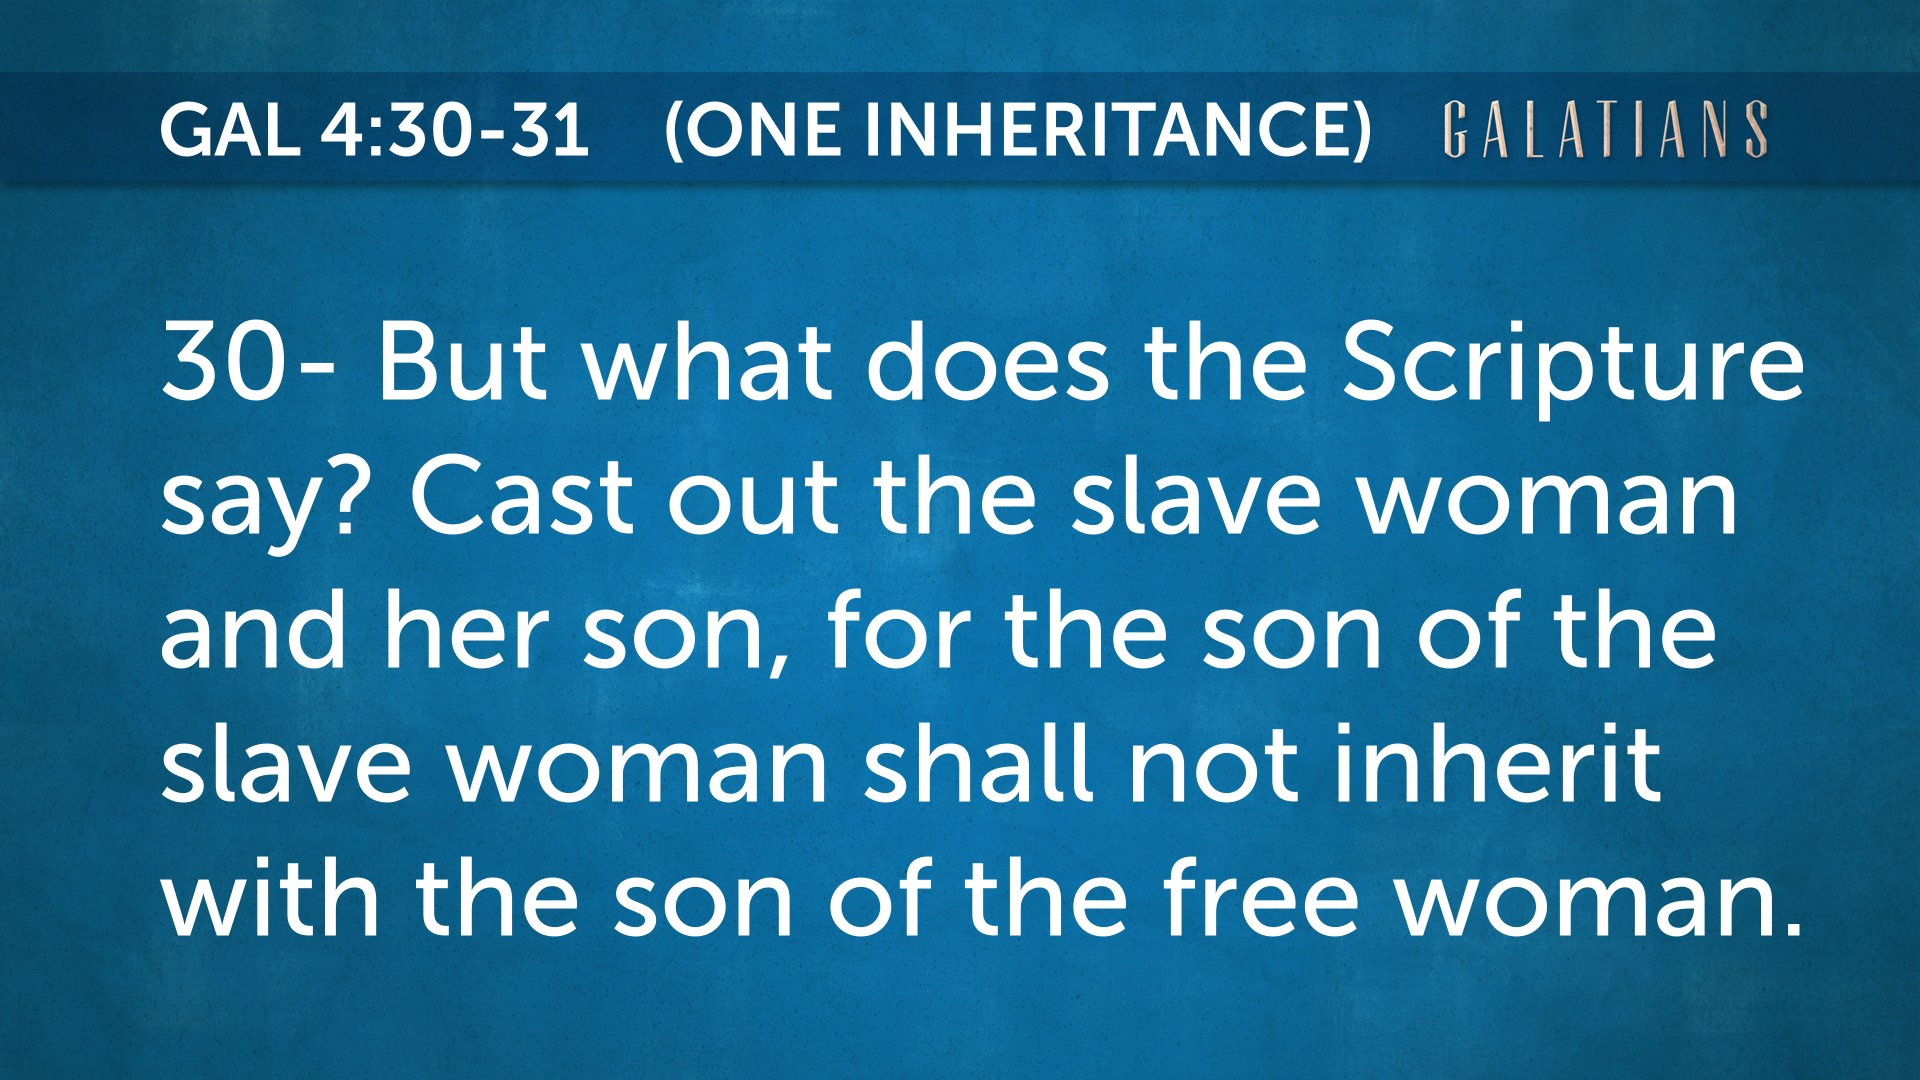 GAL 4:30-31 (ONE INHERITANCE) GALATIANS
30- But what does the Scripture
say? Cast out the slave woman
and her son, for the son of the
slave woman shall not inherit
with the son of the free woman.